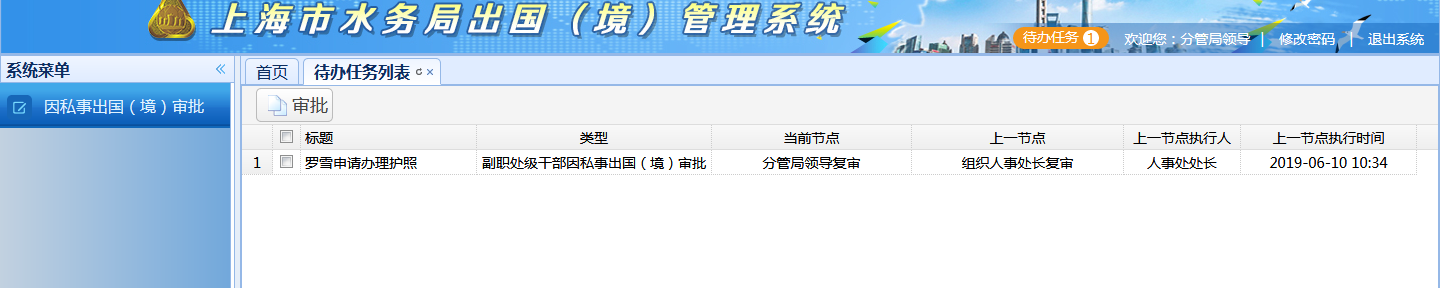 上海市水务局出国（境）管理系统
待办任务 1 欢迎您：分管局领导 | 修改密码 | 退出系统
系统菜单
首页 待办任务列表
因私事出国（境）审批
审批
标题 类型 当前节点 上一节点 上一节点执行人 上一节点执行时间
1 罗雪申请办理护照 副职处级干部因私事出国（境）审批 分管局领导复审 组织人事处长复审 人事处处长 2019-06-10 10:34